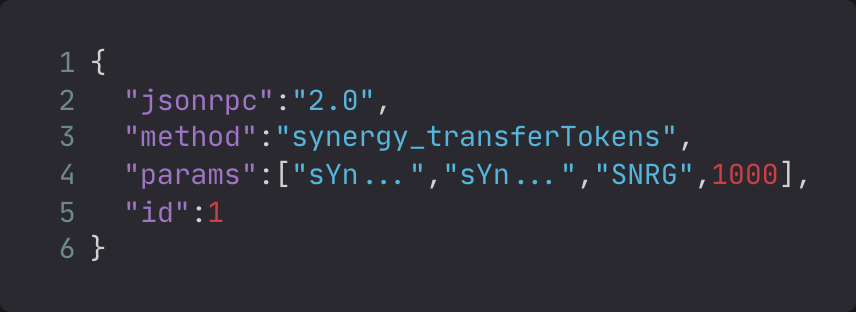 1 {
2   "jsonrpc":"2.0",
3   "method":"synergy_transferTokens",
4   "params":["sYn...","sYn...","SNRG",1000],
5   "id":1
6 }